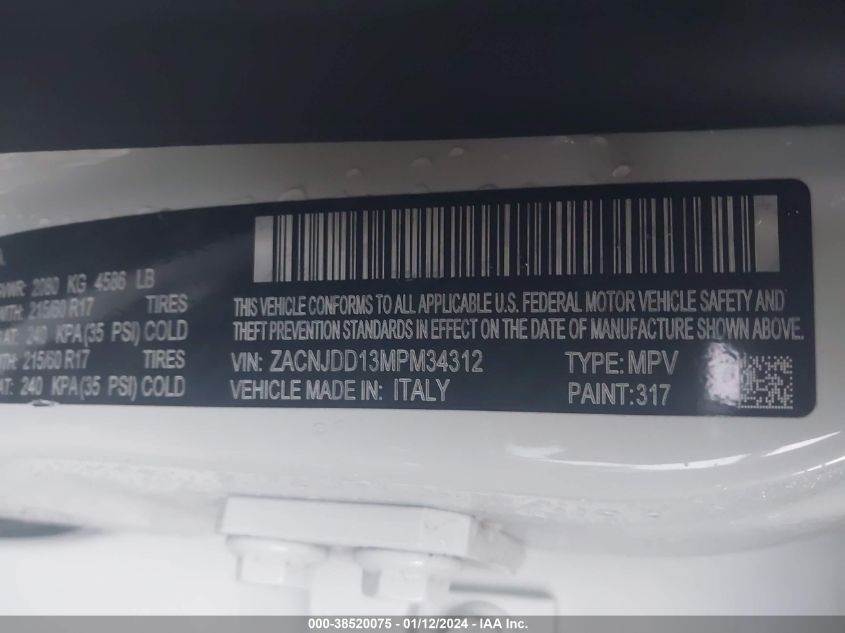 GVWR: 2080 KG 4586 LB
WITH: 215/60 R17 TIRES
AT: 240 KPA(35 PSI) COLD
WITH: 215/60 R17 TIRES
AT: 240 KPA(35 PSI) COLD
THIS VEHICLE CONFORMS TO ALL APPLICABLE U.S. FEDERAL MOTOR VEHICLE SAFETY AND
THEFT PREVENTION STANDARDS IN EFFECT ON THE DATE OF MANUFACTURE SHOWN ABOVE.
VIN: ZACNJDD13MPM34312 TYPE: MPV
VEHICLE MADE IN: ITALY PAINT: 317
000-38520075 - 01/12/2024 - IAA Inc.